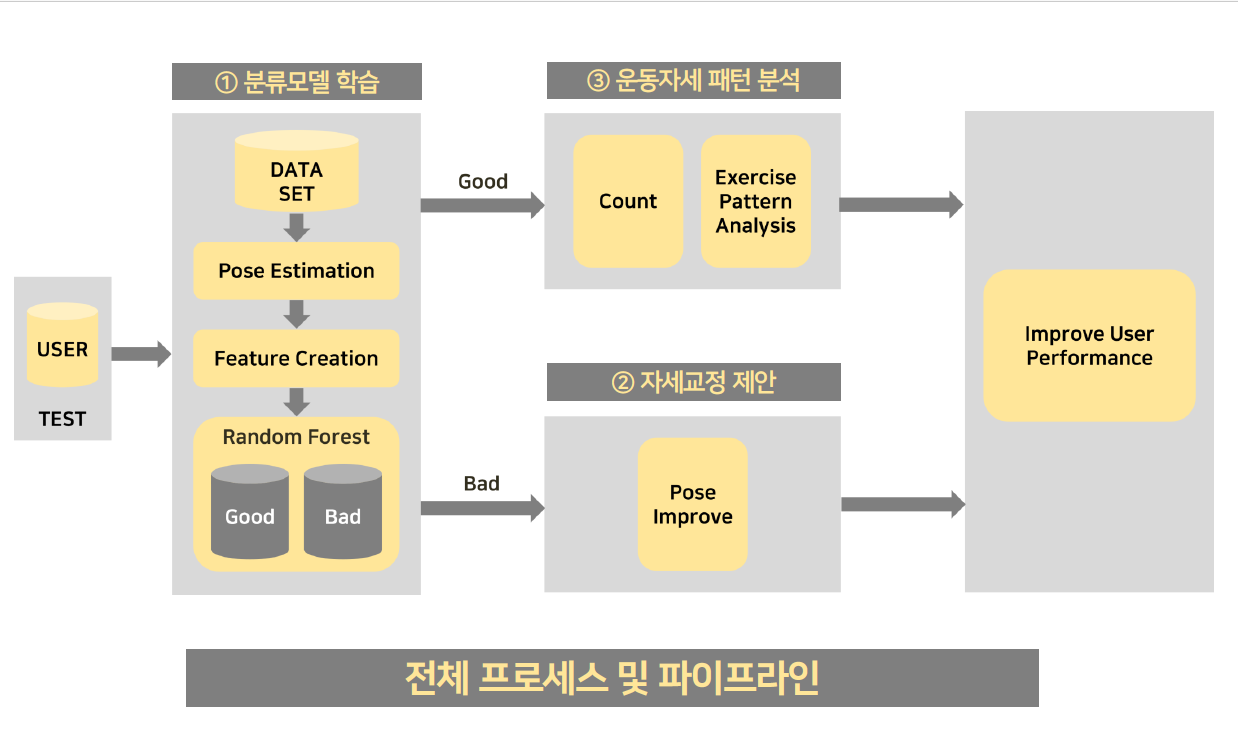 ① 분류모델 학습
DATA
SET
Pose Estimation
Feature Creation
Random Forest
Good
Bad
USER
TEST
Good
Bad
③ 운동자세 패턴 분석
Count
Exercise
Pattern
Analysis
② 자세교정 제안
Pose
Improve
Improve User
Performance
전체 프로세스 및 파이프라인